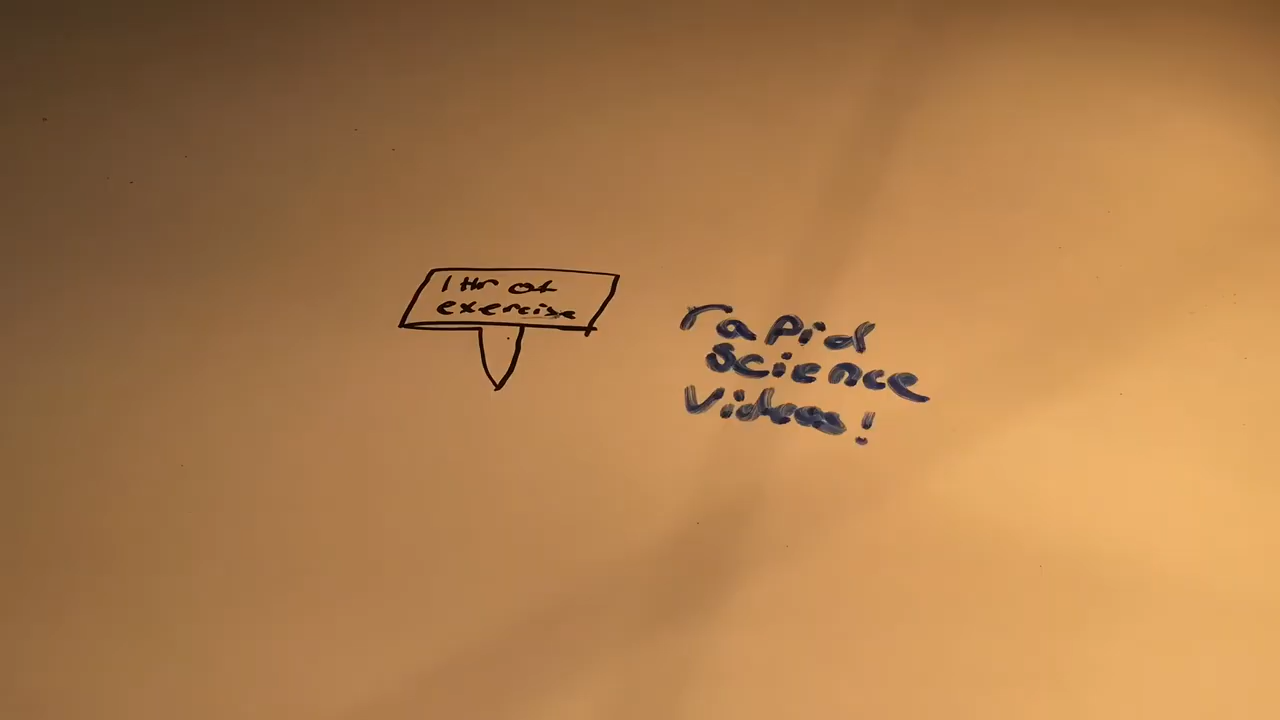 1 Hr of
exercise
rapid
science
videos!